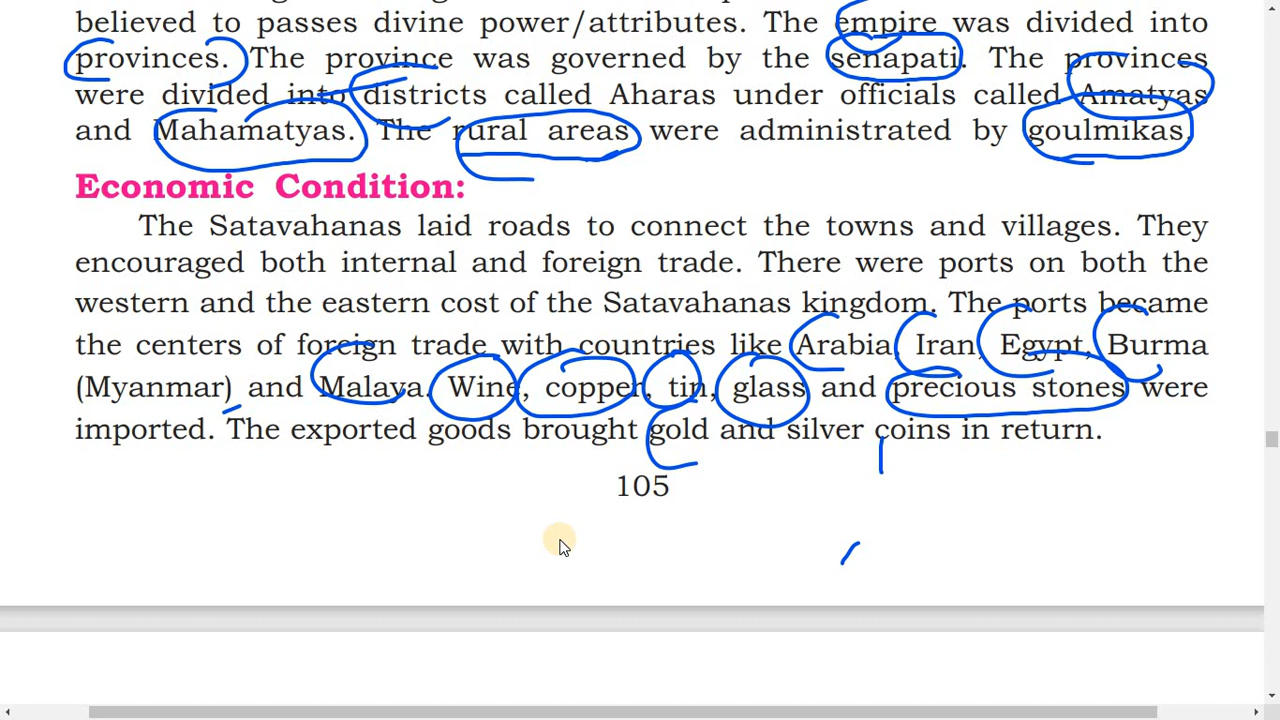 believed to passes divine power/attributes. The empire was divided into
provinces. The province was governed by the senapati. The provinces
were divided into districts called Aharas under officials called Amatyas
and Mahamatyas. The rural areas were administered by goulmikas.
Economic Condition:
The Satavahanas laid roads to connect the towns and villages. They
encouraged both internal and foreign trade. There were ports on both the
western and the eastern cost of the Satavahanas kingdom. The ports became
the centers of foreign trade with countries like Arabia, Iran, Egypt, Burma
(Myanmar) and Malaya. Wine, copper, tin, glass and precious stones were
imported. The exported goods brought gold and silver coins in return.
105